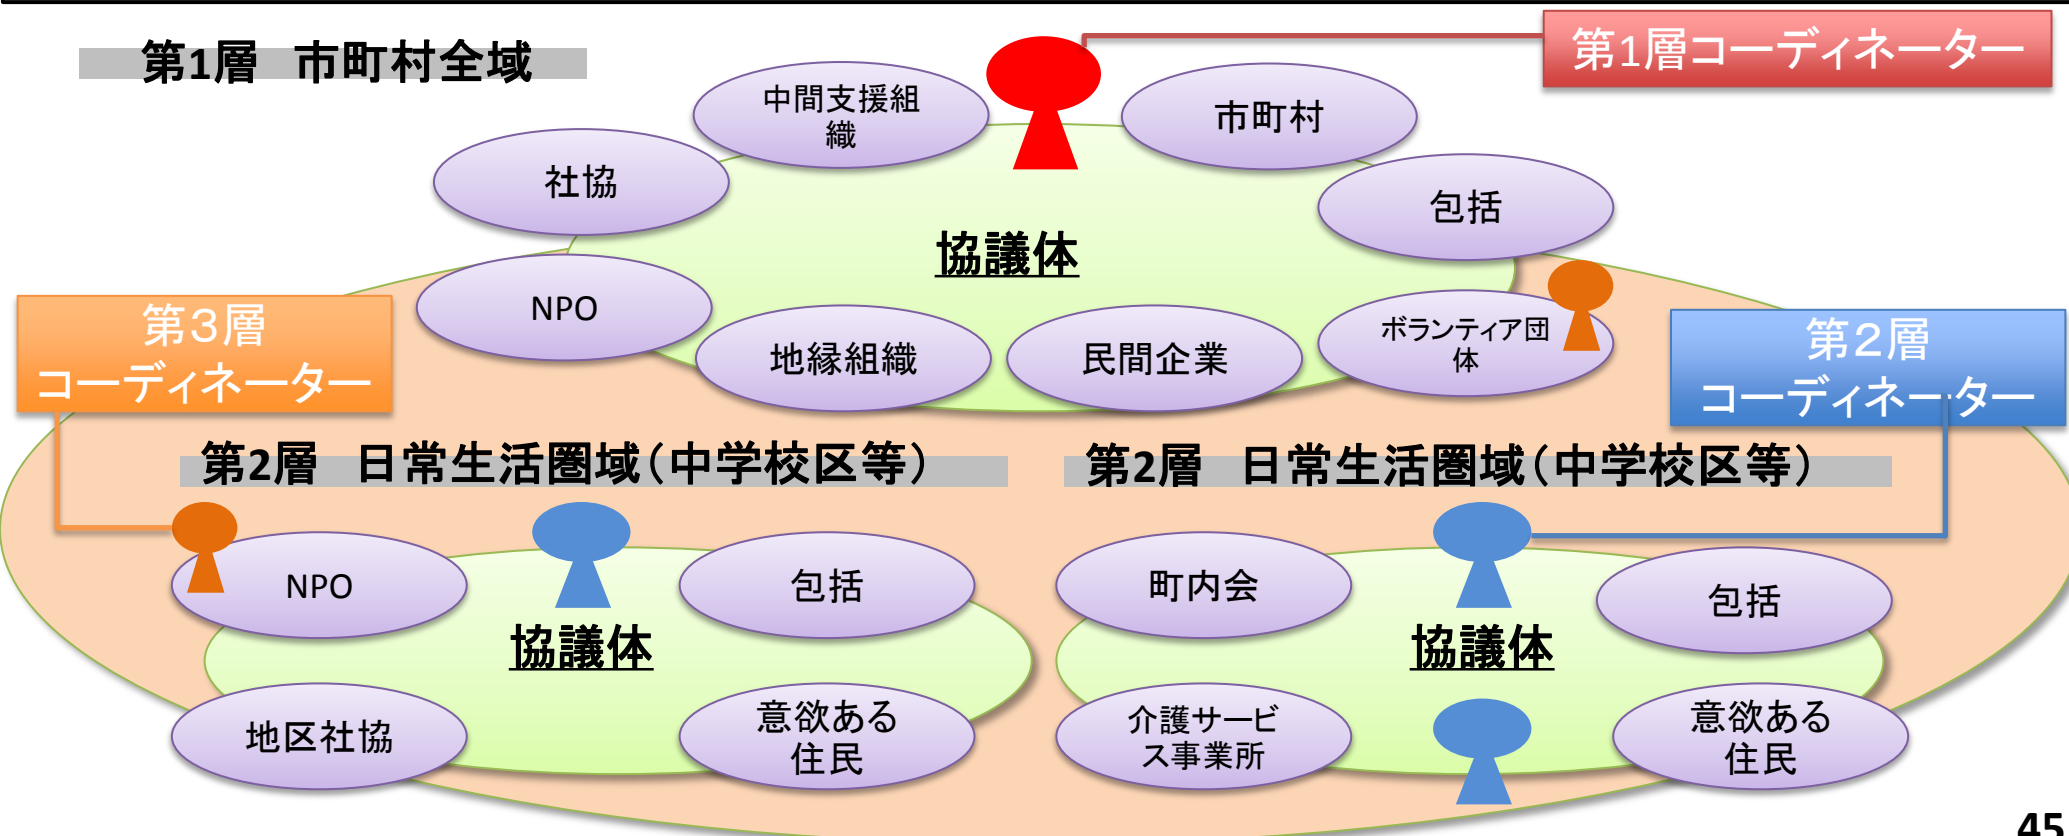 第1層コーディネーター
第1層　市町村全域
中間支援組
織
市町村
社協
包括
協議体
NPO
ボランティア団
体
地縁組織
民間企業
第３層
コーディネーター
第２層
コーディネーター
第2層　日常生活圏域（中学校区等）
第2層　日常生活圏域（中学校区等）
NPO
包括
協議体
地区社協
意欲ある
住民
町内会
包括
協議体
介護サービ
ス事業所
意欲ある
住民
45